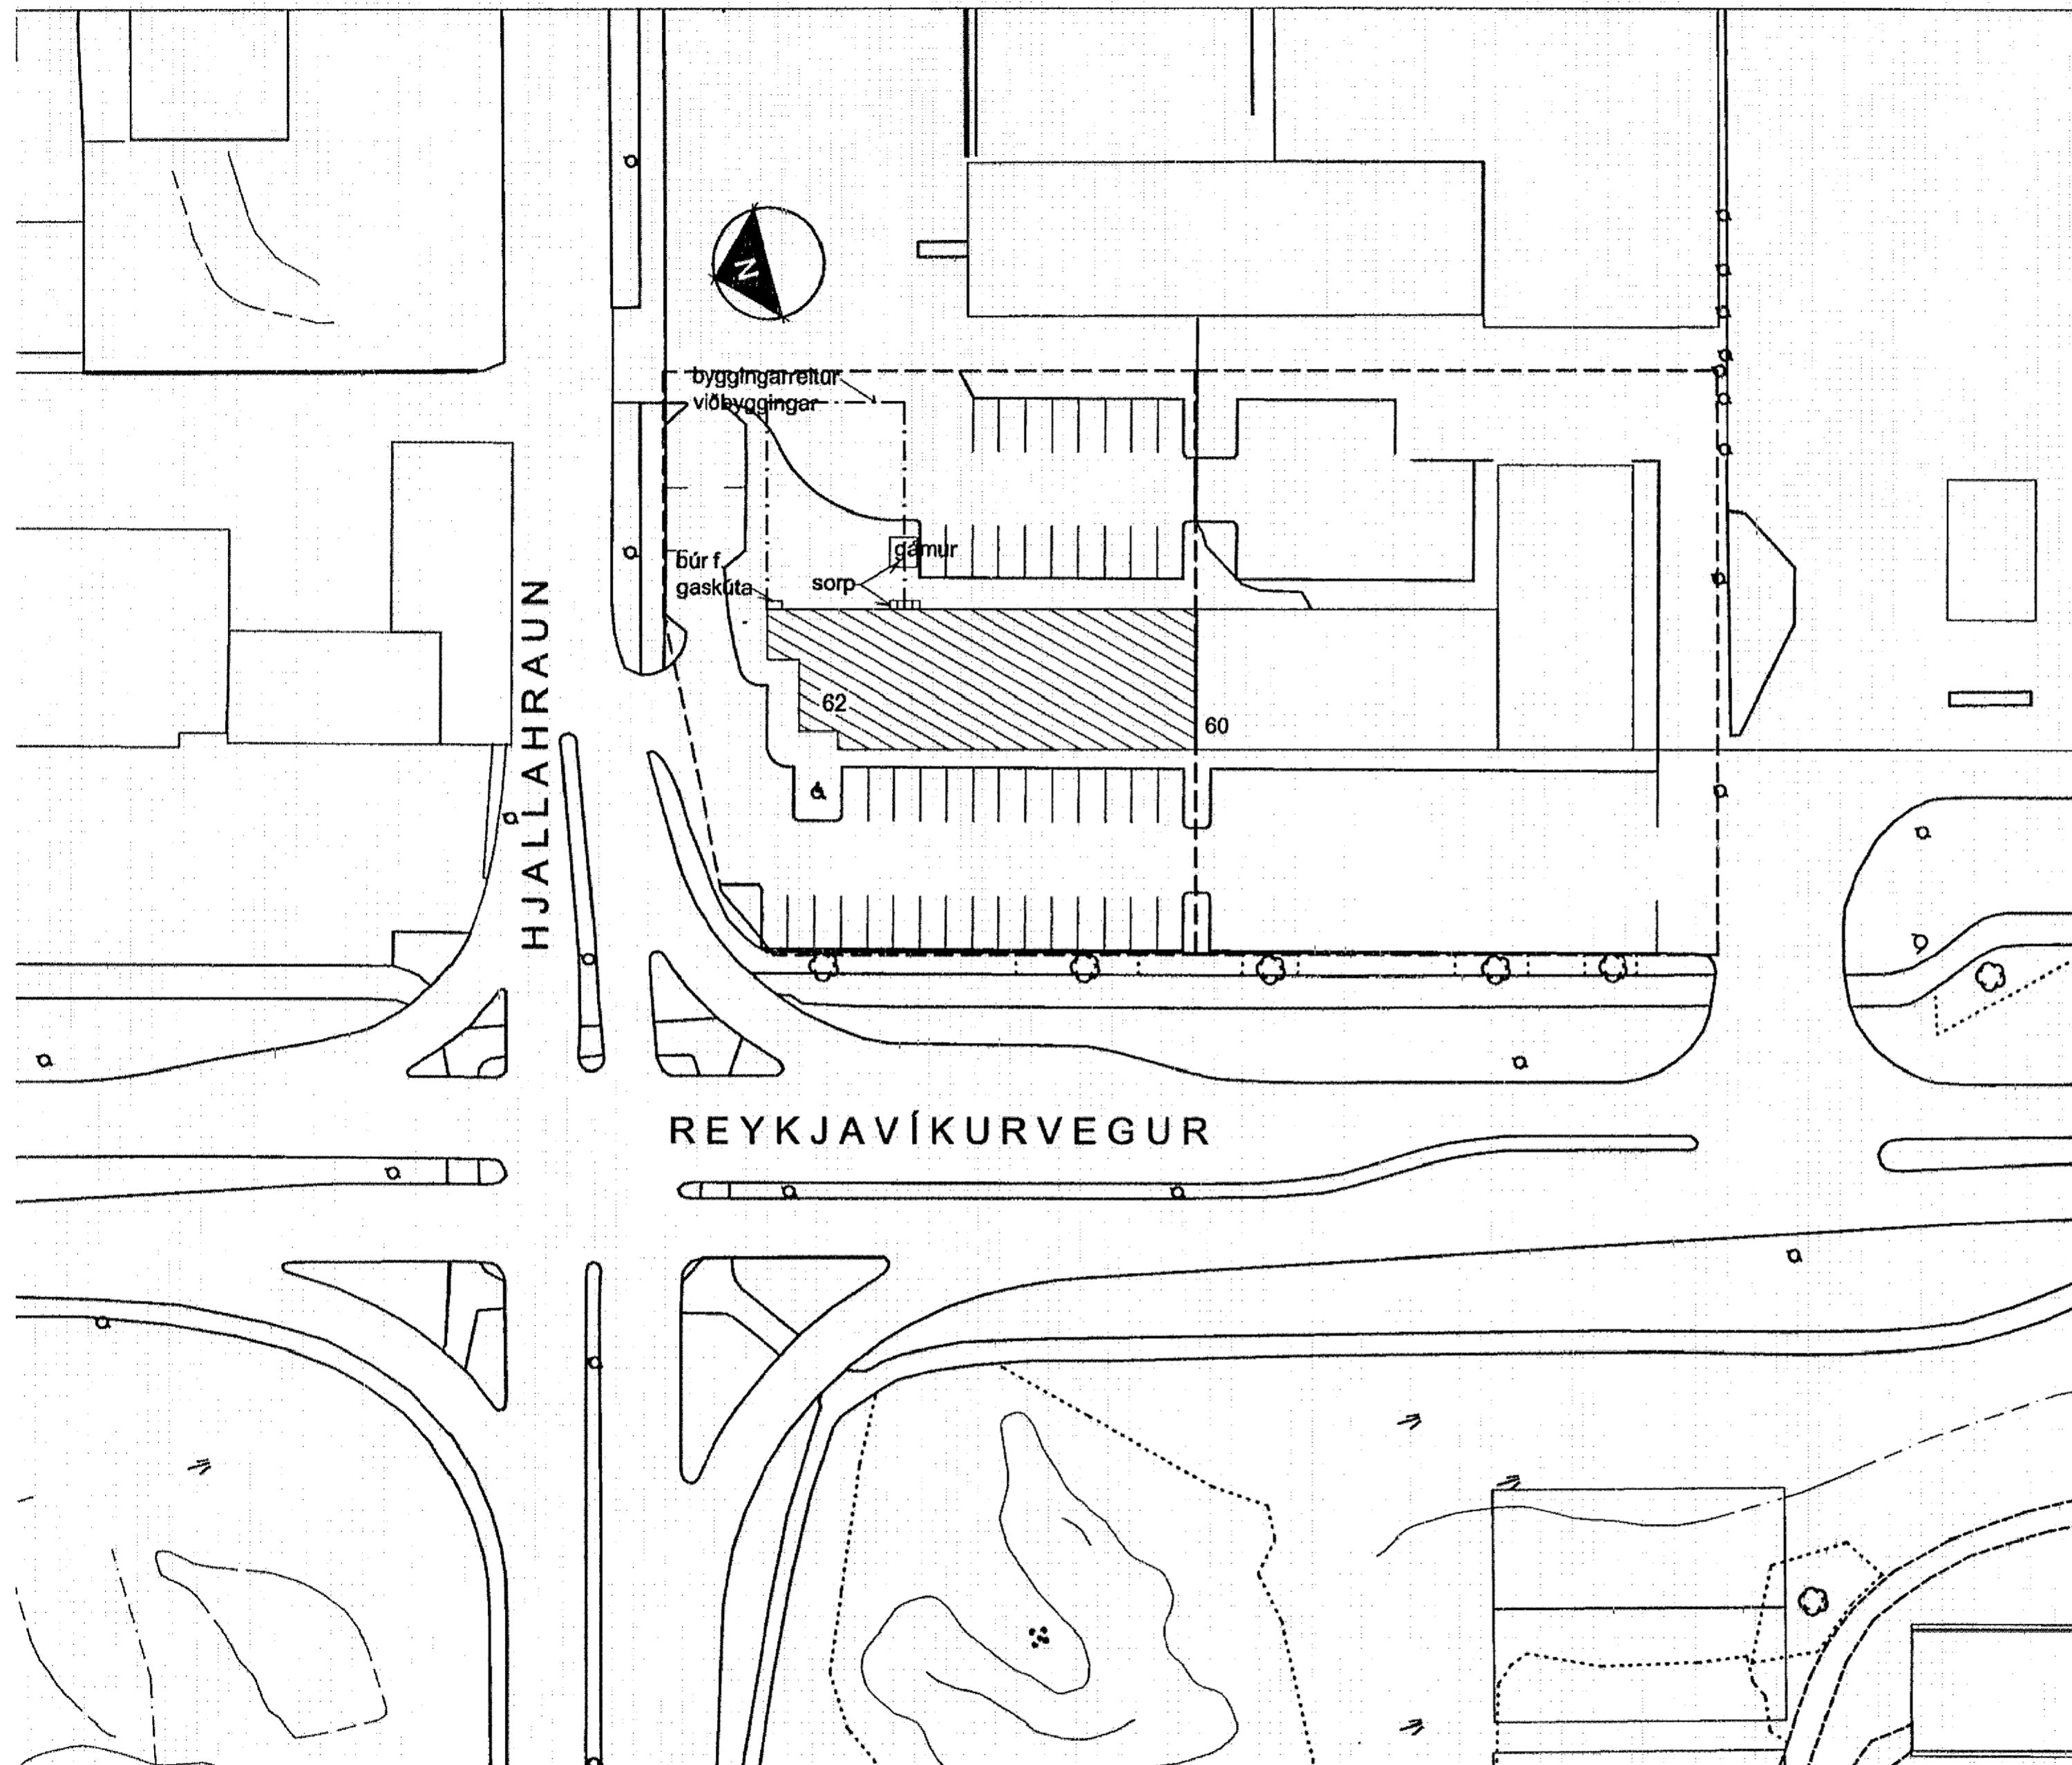 N
byggingarreitur
viðbyggingar
gámur
búr f.
gaskúta
sorp
62
60
HJALLAHRAUN
REYKJAVÍKURVEGUR